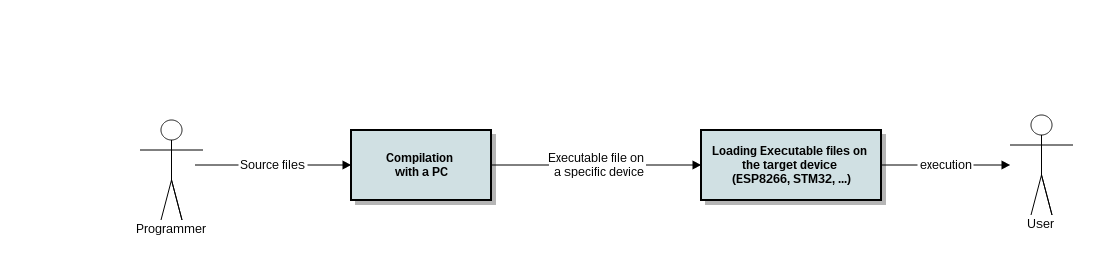 Source files
Compilation
with a PC
Executable file on
a specific device
Loading Executable files on
the target device
(ESP8266, STM32, ...)
execution
Programmer
User